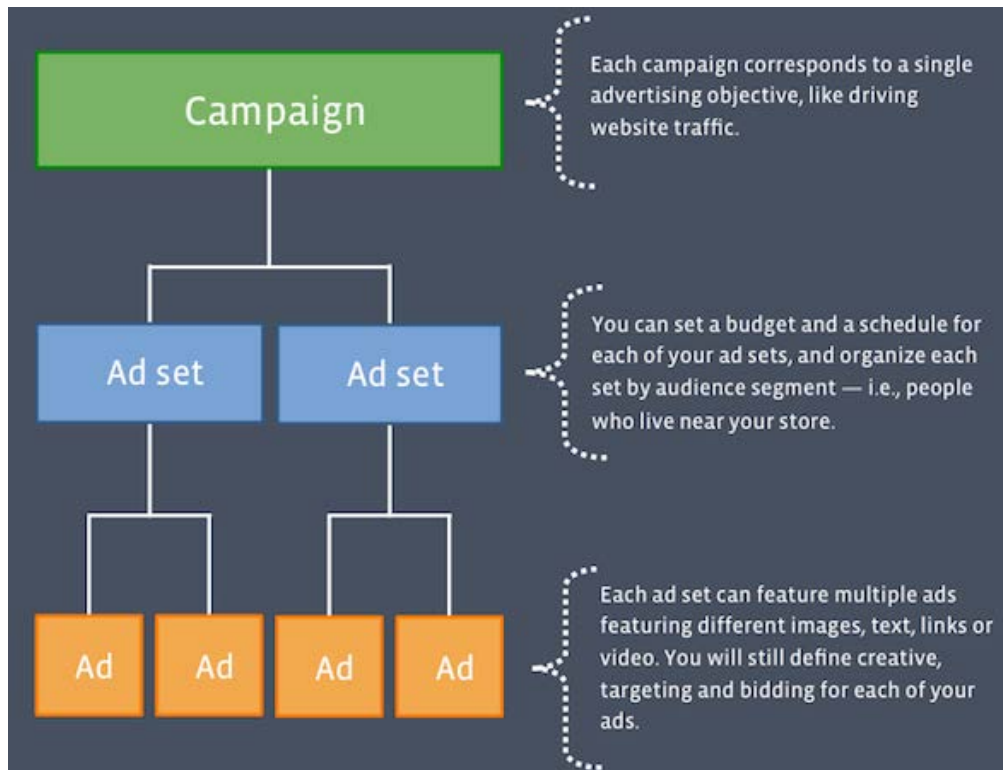 Campaign
Each campaign corresponds to a single
advertising objective, like driving
website traffic.
Ad set
Ad set
You can set a budget and a schedule for
each of your ad sets, and organize each
set by audience segment — i.e., people
who live near your store.
Ad
Ad
Ad
Ad
Each ad set can feature multiple ads
featuring different images, text, links or
video. You will still define creative,
targeting and bidding for each of your
ads.